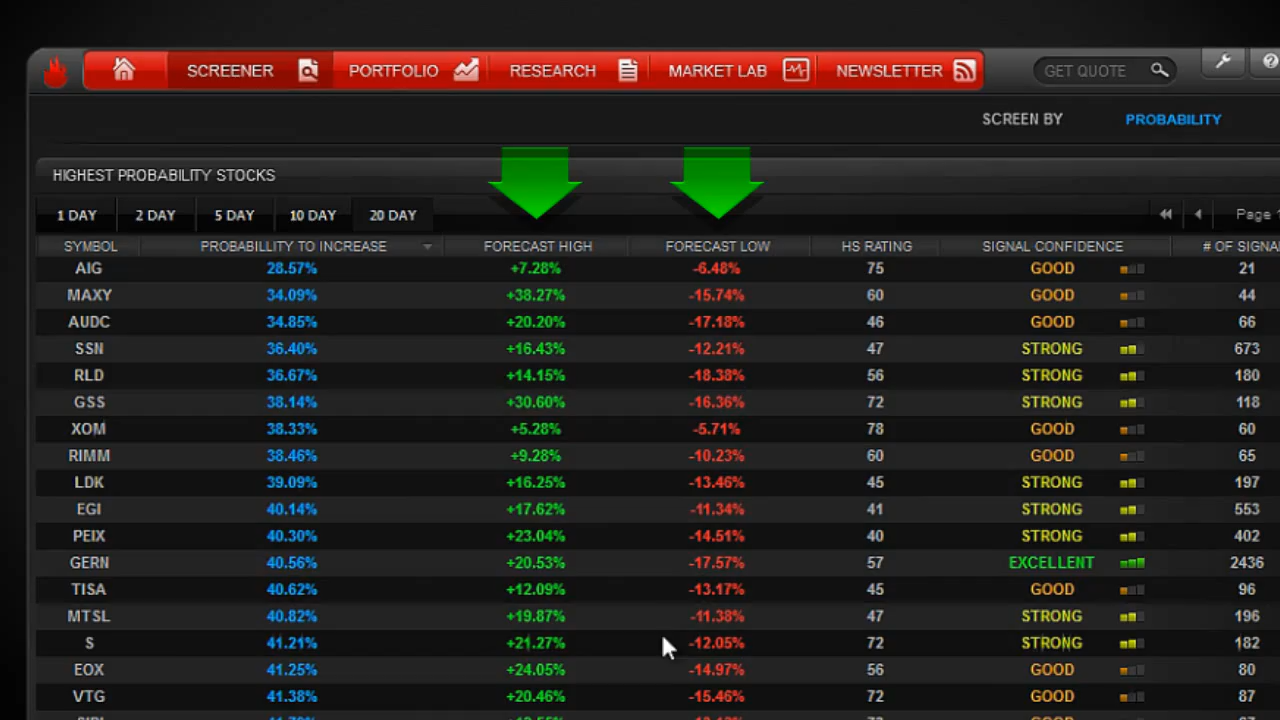 SCREENER PORTFOLIO RESEARCH MARKET LAB NEWSLETTER GET QUOTE ?
SCREEN BY PROBABILITY
HIGHEST PROBABILITY STOCKS
1 DAY 2 DAY 5 DAY 10 DAY 20 DAY Page
SYMBOL PROBABILLITY TO INCREASE FORECAST HIGH FORECAST LOW HS RATING SIGNAL CONFIDENCE # OF SIGNA
AIG 28.57% +7.28% -6.48% 75 GOOD 21
MAXY 34.09% +38.27% -15.74% 60 GOOD 44
AUDC 34.85% +20.20% -17.18% 46 GOOD 66
SSN 36.40% +16.43% -12.21% 47 STRONG 673
RLD 36.67% +14.15% -18.38% 56 STRONG 180
GSS 38.14% +30.60% -16.36% 72 STRONG 118
XOM 38.33% +5.28% -5.71% 78 GOOD 60
RIMM 38.46% +9.28% -10.23% 60 GOOD 65
LDK 39.09% +16.25% -13.46% 45 STRONG 197
EGI 40.14% +17.62% -11.34% 41 STRONG 553
PEIX 40.30% +23.04% -14.51% 40 STRONG 402
GERN 40.56% +20.53% -17.57% 57 EXCELLENT 2436
TISA 40.62% +12.09% -13.17% 45 GOOD 96
MTSL 40.82% +19.87% -11.38% 47 STRONG 196
S 41.21% +21.27% -12.05% 72 STRONG 182
EOX 41.25% +24.05% -14.97% 56 GOOD 80
VTG 41.38% +20.46% -15.46% 72 GOOD 87